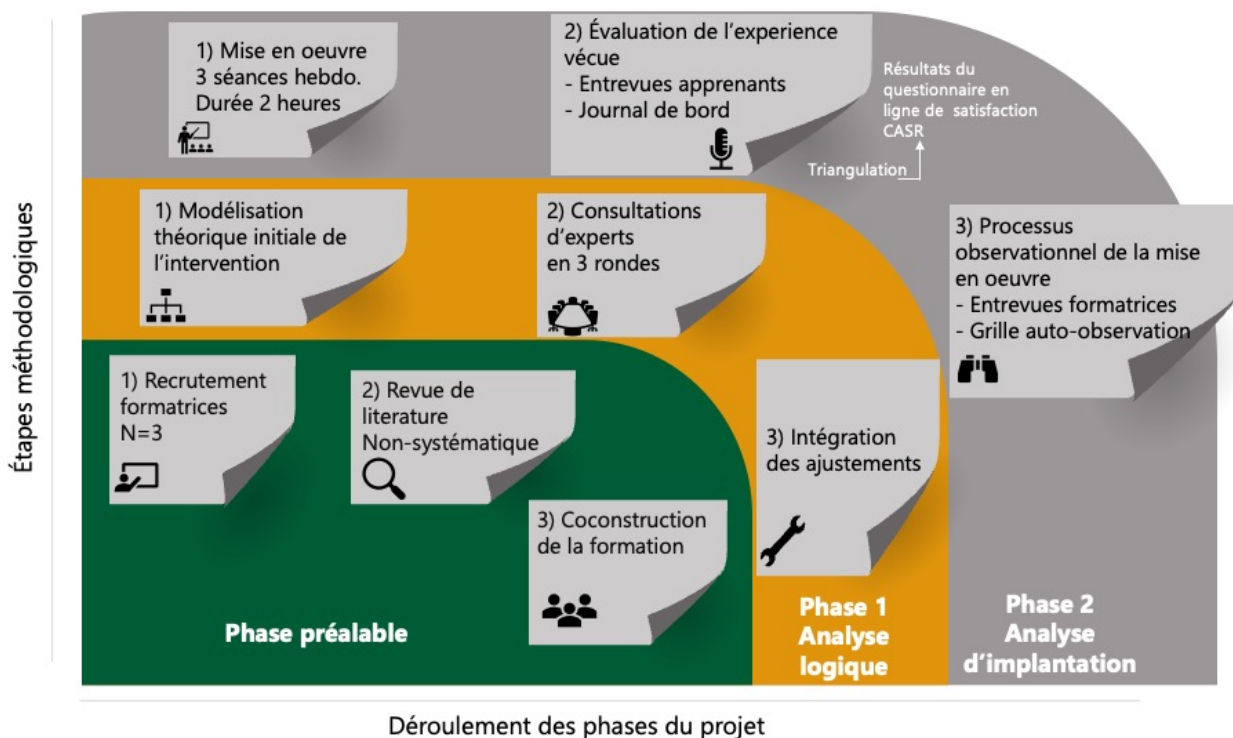 1) Mise en oeuvre
3 séances hebdo.
Durée 2 heures
2) Évaluation de l'experience
vécue
- Entrevues apprenants
- Journal de bord
Résultats du
questionnaire en
ligne de satisfaction
CASR
Triangulation
1) Modélisation
théorique initiale de
l'intervention
2) Consultations
d'experts
en 3 rondes
3) Processus
observationnel de la mise
en oeuvre
- Entrevues formatrices
- Grille auto-observation
1) Recrutement
formatrices
N=3
2) Revue de
literature
Non-systématique
3) Intégration
des ajustements
3) Coconstruction
de la formation
Phase préalable
Phase 1
Analyse
logique
Phase 2
Analyse
d'implantation
Étapes méthodologiques
Déroulement des phases du projet